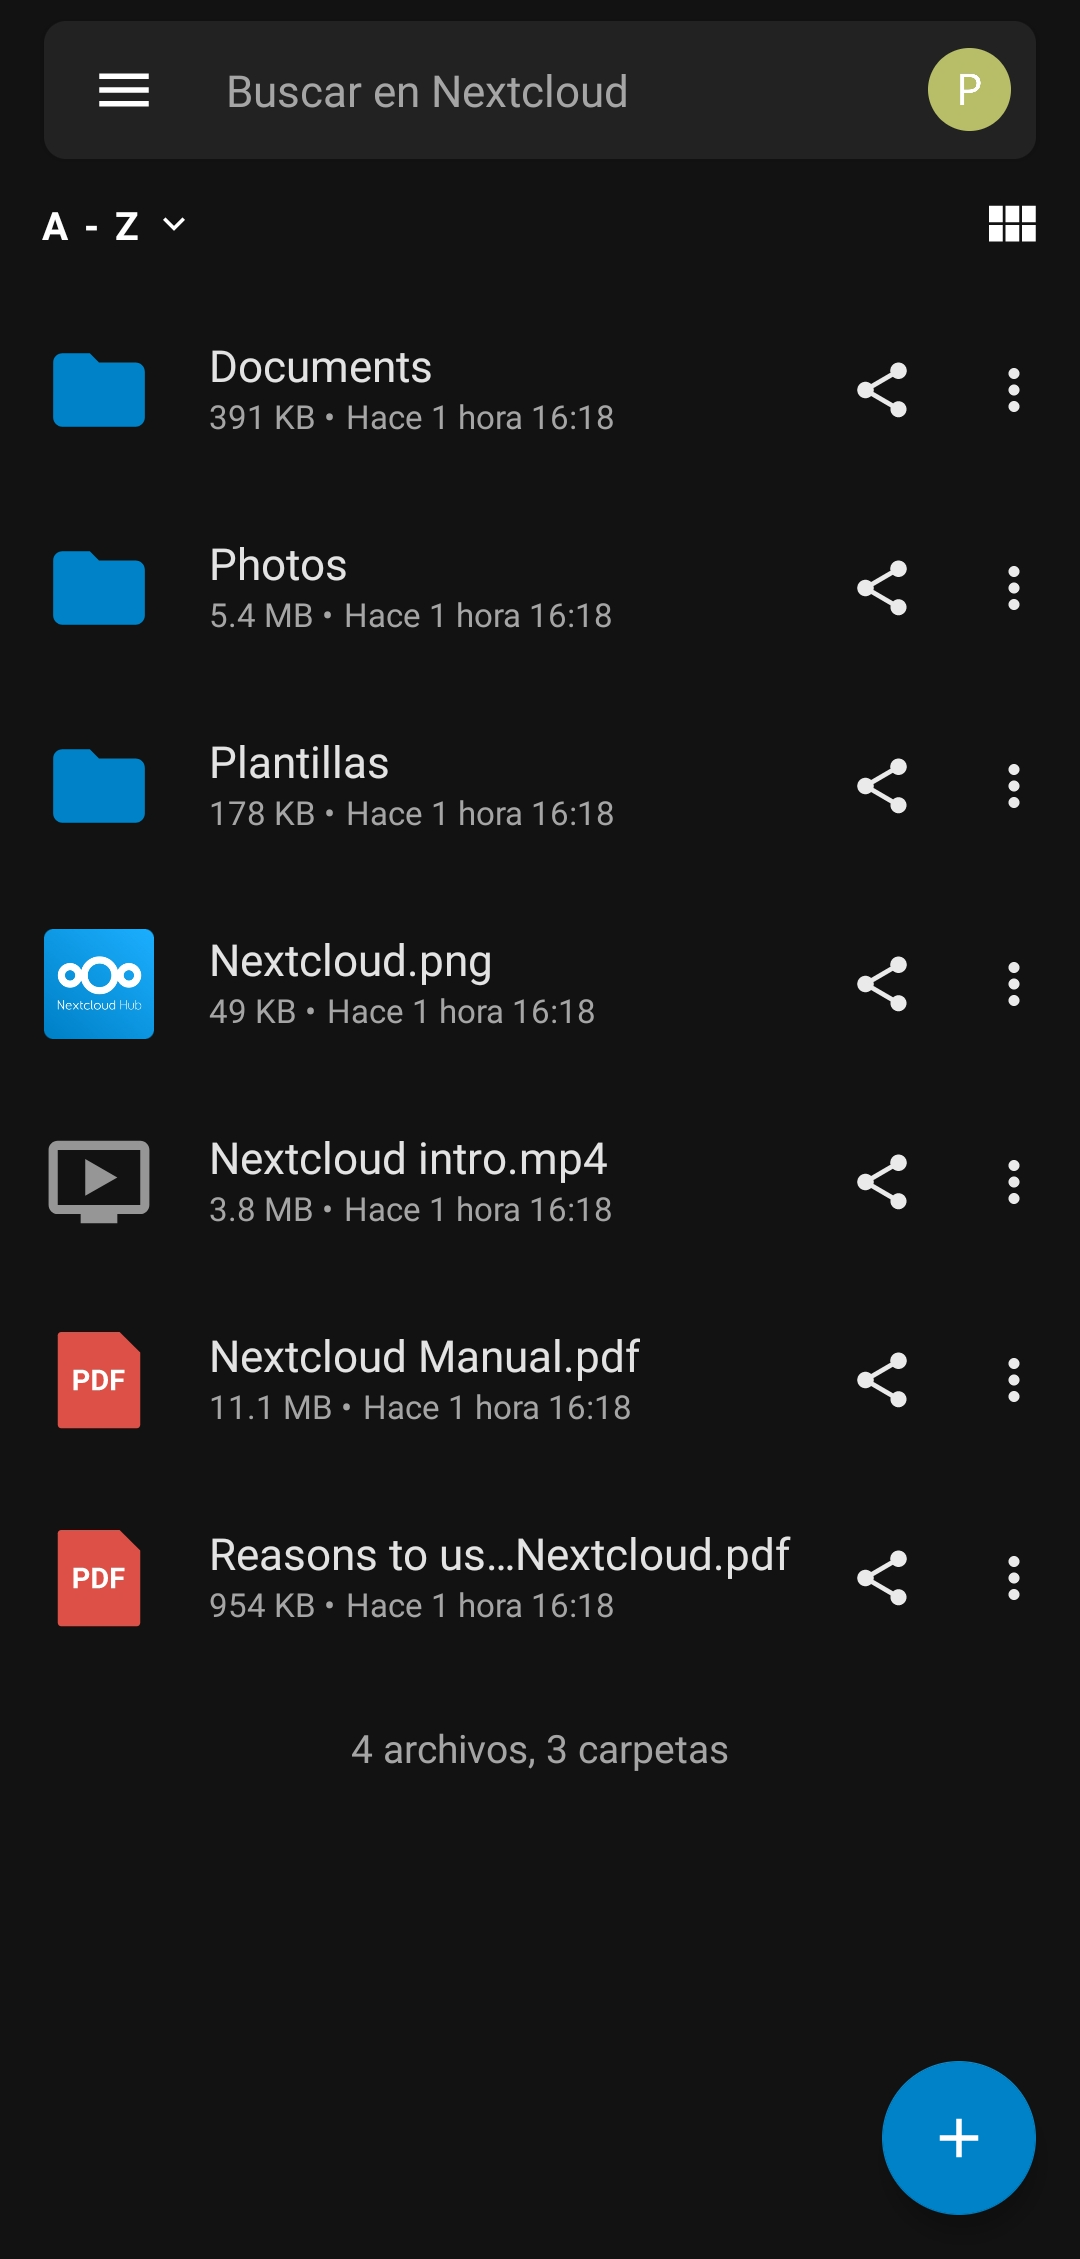 Buscar en Nextcloud
P
A - Z
Documents
391 KB • Hace 1 hora 16:18
Photos
5.4 MB • Hace 1 hora 16:18
Plantillas
178 KB • Hace 1 hora 16:18
Nextcloud Hub
Nextcloud.png
49 KB • Hace 1 hora 16:18
Nextcloud intro.mp4
3.8 MB • Hace 1 hora 16:18
PDF
Nextcloud Manual.pdf
11.1 MB • Hace 1 hora 16:18
PDF
Reasons to us...Nextcloud.pdf
954 KB • Hace 1 hora 16:18
4 archivos, 3 carpetas